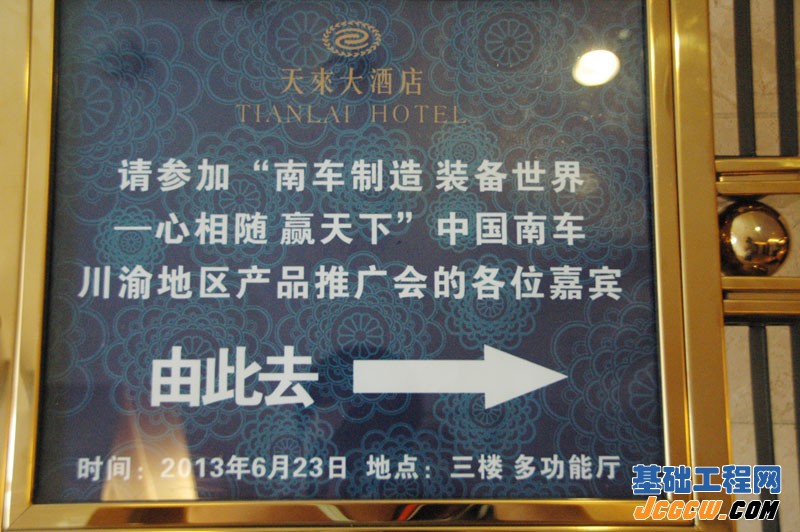 天來大酒店
TIANLAI HOTEL
请参加“南车制造 装备世界
—心相随 赢天下”中国南车
川渝地区产品推广会的各位嘉宾
由此去
时间：2013年6月23日 地点：三楼 多功能厅
基础工程网
JCGCW.COM